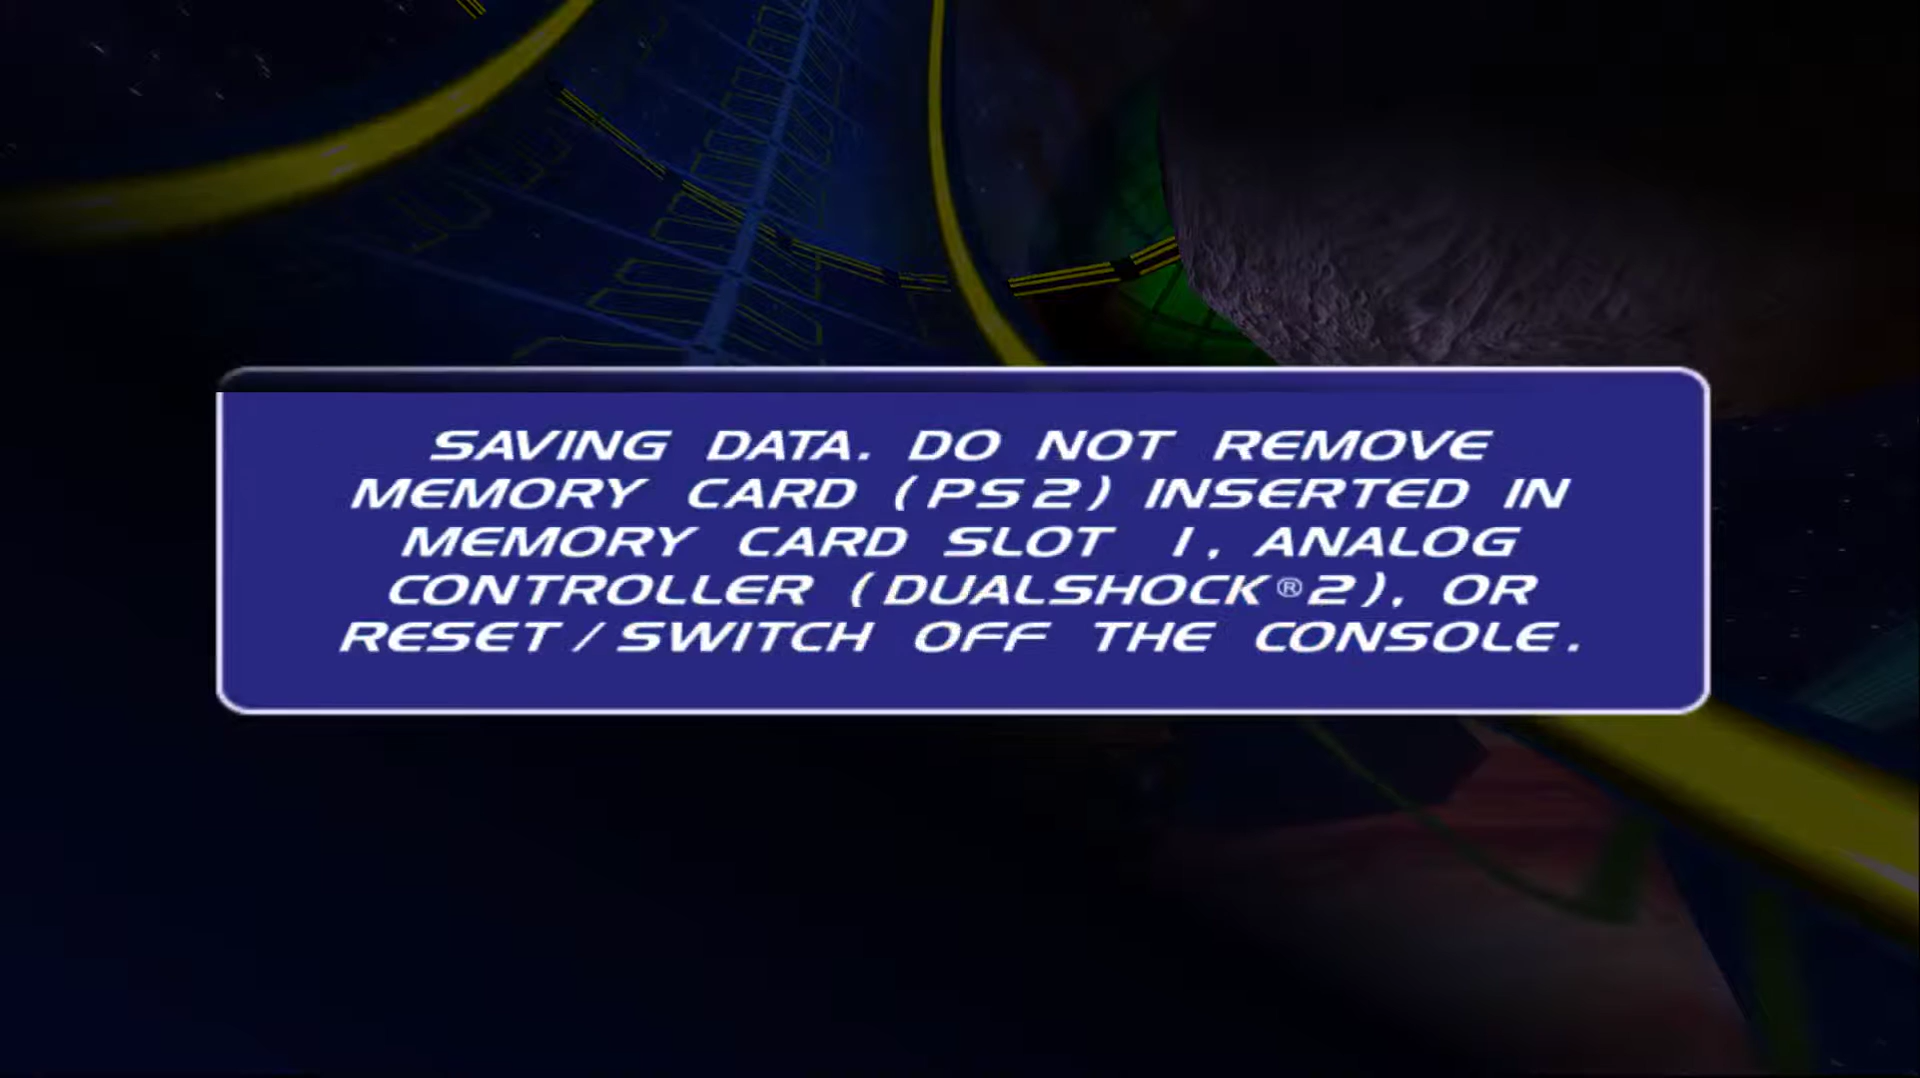 SAVING DATA. DO NOT REMOVE
MEMORY CARD (PS2) INSERTED IN
MEMORY CARD SLOT 1, ANALOG
CONTROLLER (DUALSHOCK®2), OR
RESET/SWITCH OFF THE CONSOLE.